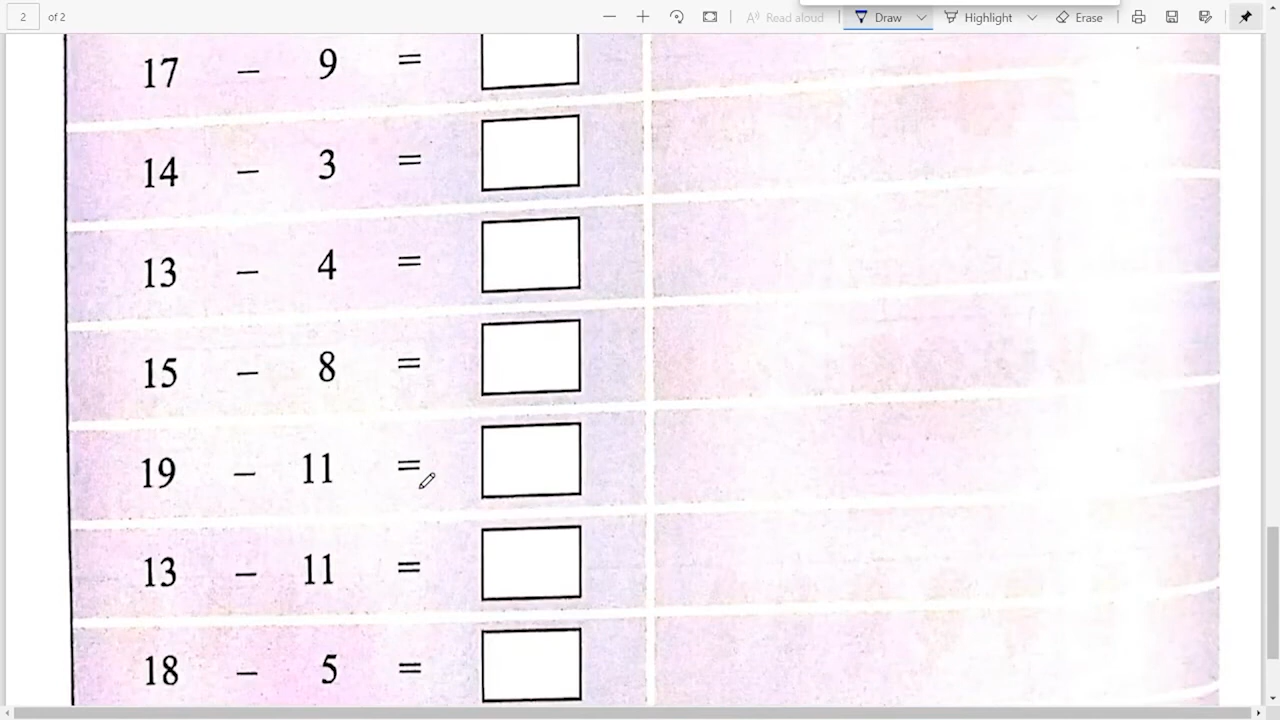 2 of 2 Read aloud Draw Highlight Erase
17 – 9 =
14 – 3 =
13 – 4 =
15 – 8 =
19 – 11 =
13 – 11 =
18 – 5 =